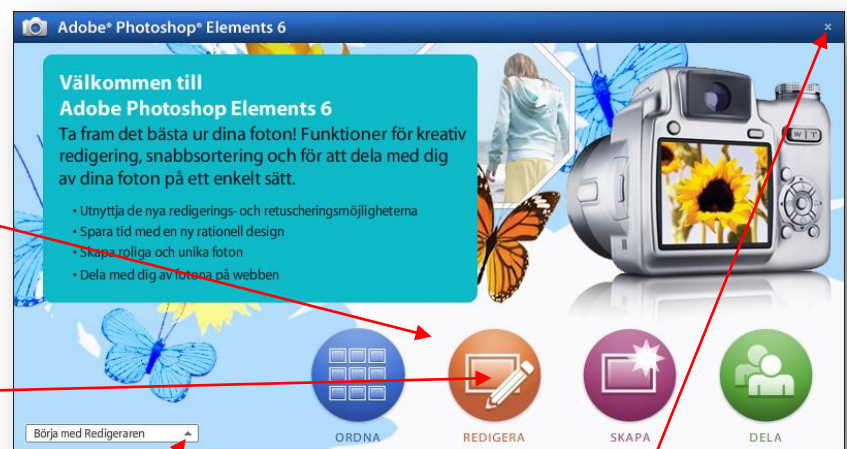 Adobe® Photoshop® Elements 6
Välkommen till
Adobe Photoshop Elements 6
Ta fram det bästa ur dina foton! Funktioner för kreativ
redigering, snabbsortering och för att dela med dig
av dina foton på ett enkelt sätt.
• Utnyttja de nya redigerings- och retuscheringsmöjligheterna
• Spara tid med en ny rationell design
• Skapa roliga och unika foton
• Dela med dig av fotona på webben
W T
ORDNA REDIGERA SKAPA DELA
Börja med Redigeraren